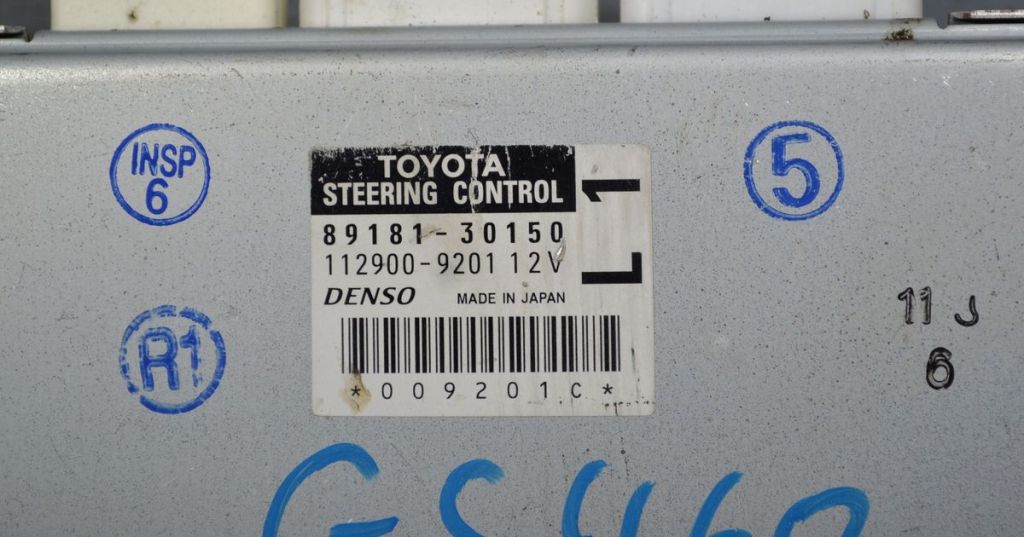 INSP
6
5
TOYOTA
STEERING CONTROL
89181-30150
112900-9201 12V
DENSO MADE IN JAPAN
L1
*009201C*
R1
11 J
6
GS460